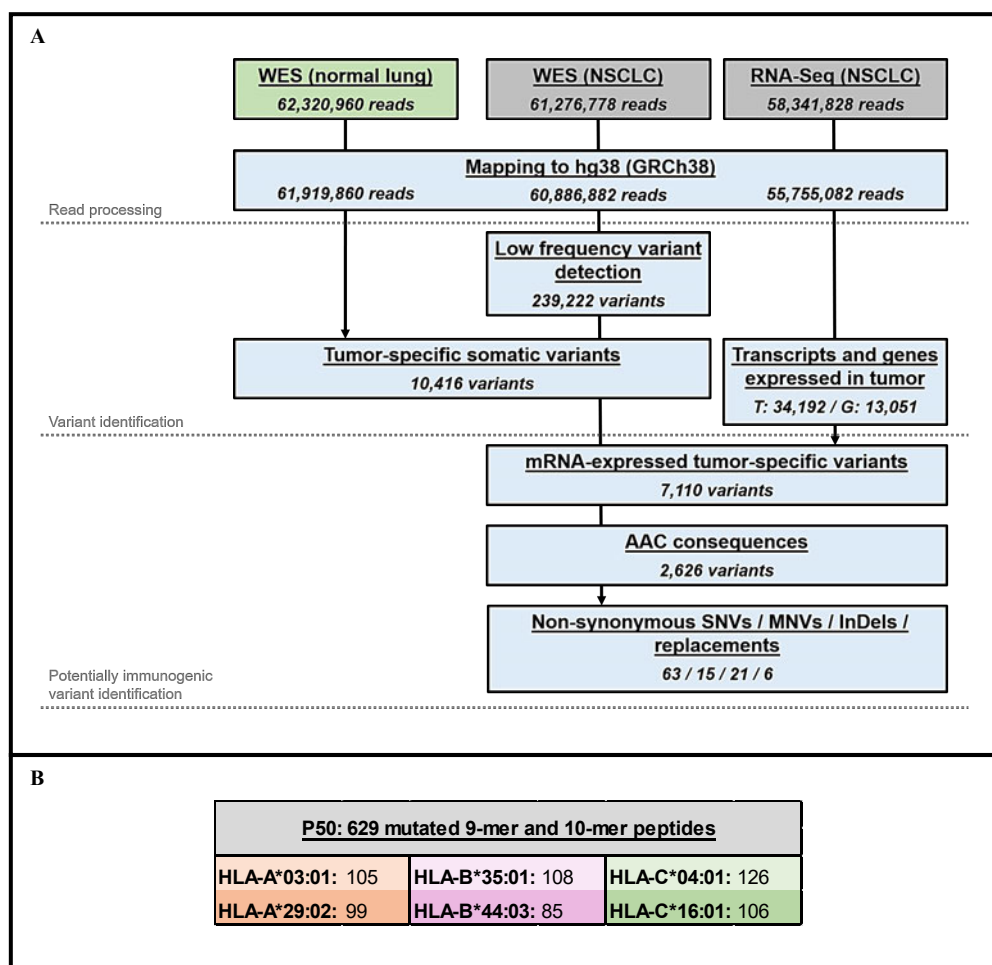 A
WES (normal lung)
62,320,960 reads
WES (NSCLC)
61,276,778 reads
RNA-Seq (NSCLC)
58,341,828 reads
Mapping to hg38 (GRCh38)
61,919,860 reads
60,886,882 reads
55,755,082 reads
Read processing
Low frequency variant
detection
239,222 variants
Tumor-specific somatic variants
10,416 variants
Transcripts and genes
expressed in tumor
T: 34,192 / G: 13,051
Variant identification
mRNA-expressed tumor-specific variants
7,110 variants
AAC consequences
2,626 variants
Non-synonymous SNVs / MNVs / InDels /
replacements
63 / 15 / 21 / 6
Potentially immunogenic
variant identification
B
P50: 629 mutated 9-mer and 10-mer peptides
HLA-A*03:01: 105
HLA-B*35:01: 108
HLA-C*04:01: 126
HLA-A*29:02: 99
HLA-B*44:03: 85
HLA-C*16:01: 106